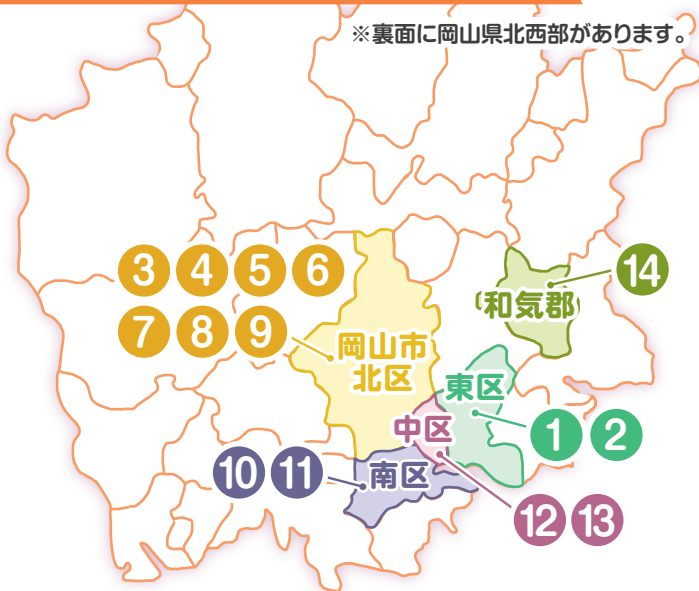 ※裏面に岡山県北西部があります。
3 4 5 6
7 8 9
14
和気郡
岡山市
北区
東区
1 2
中区
10 11
南区
12 13